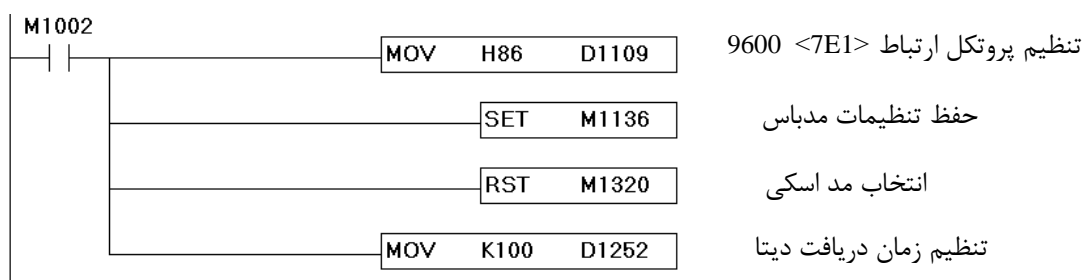 M1002
MOV H86 D1109 تنظیم پروتکل ارتباط <7E1> 9600
SET M1136 حفظ تنظیمات مدباس
RST M1320 انتخاب مد اسکی
MOV K100 D1252 تنظیم زمان دریافت دیتا